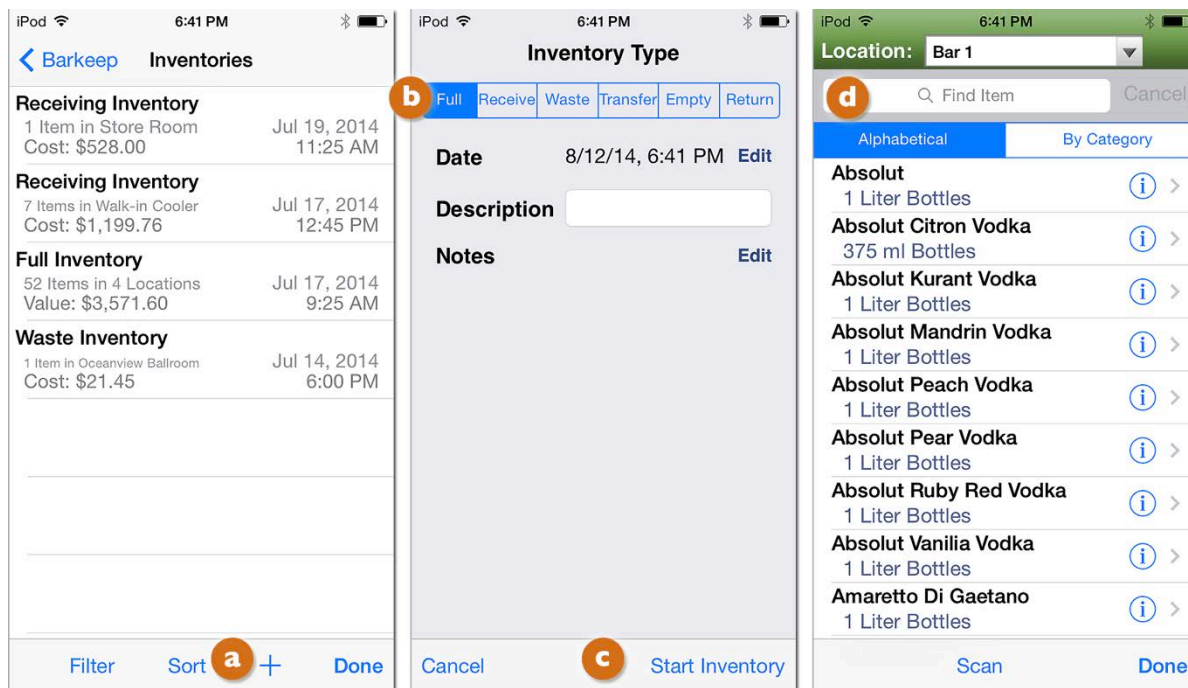 iPod 6:41 PM
Barkeep Inventories
Receiving Inventory
1 Item in Store Room Jul 19, 2014
Cost: $528.00 11:25 AM
Receiving Inventory
7 Items in Walk-in Cooler Jul 17, 2014
Cost: $1,199.76 12:45 PM
Full Inventory
52 Items in 4 Locations Jul 17, 2014
Value: $3,571.60 9:25 AM
Waste Inventory
1 Item in Oceanview Ballroom Jul 14, 2014
Cost: $21.45 6:00 PM
Filter Sort a + Done
iPod 6:41 PM
Inventory Type
b Full Receive Waste Transfer Empty Return
Date 8/12/14, 6:41 PM Edit
Description
Notes Edit
Cancel c Start Inventory
iPod 6:41 PM
Location: Bar 1
d Find Item Cancel
Alphabetical By Category
Absolut
1 Liter Bottles
Absolut Citron Vodka
375 ml Bottles
Absolut Kurant Vodka
1 Liter Bottles
Absolut Mandrin Vodka
1 Liter Bottles
Absolut Peach Vodka
1 Liter Bottles
Absolut Pear Vodka
1 Liter Bottles
Absolut Ruby Red Vodka
1 Liter Bottles
Absolut Vanilia Vodka
1 Liter Bottles
Amaretto Di Gaetano
1 Liter Bottles
Scan Done